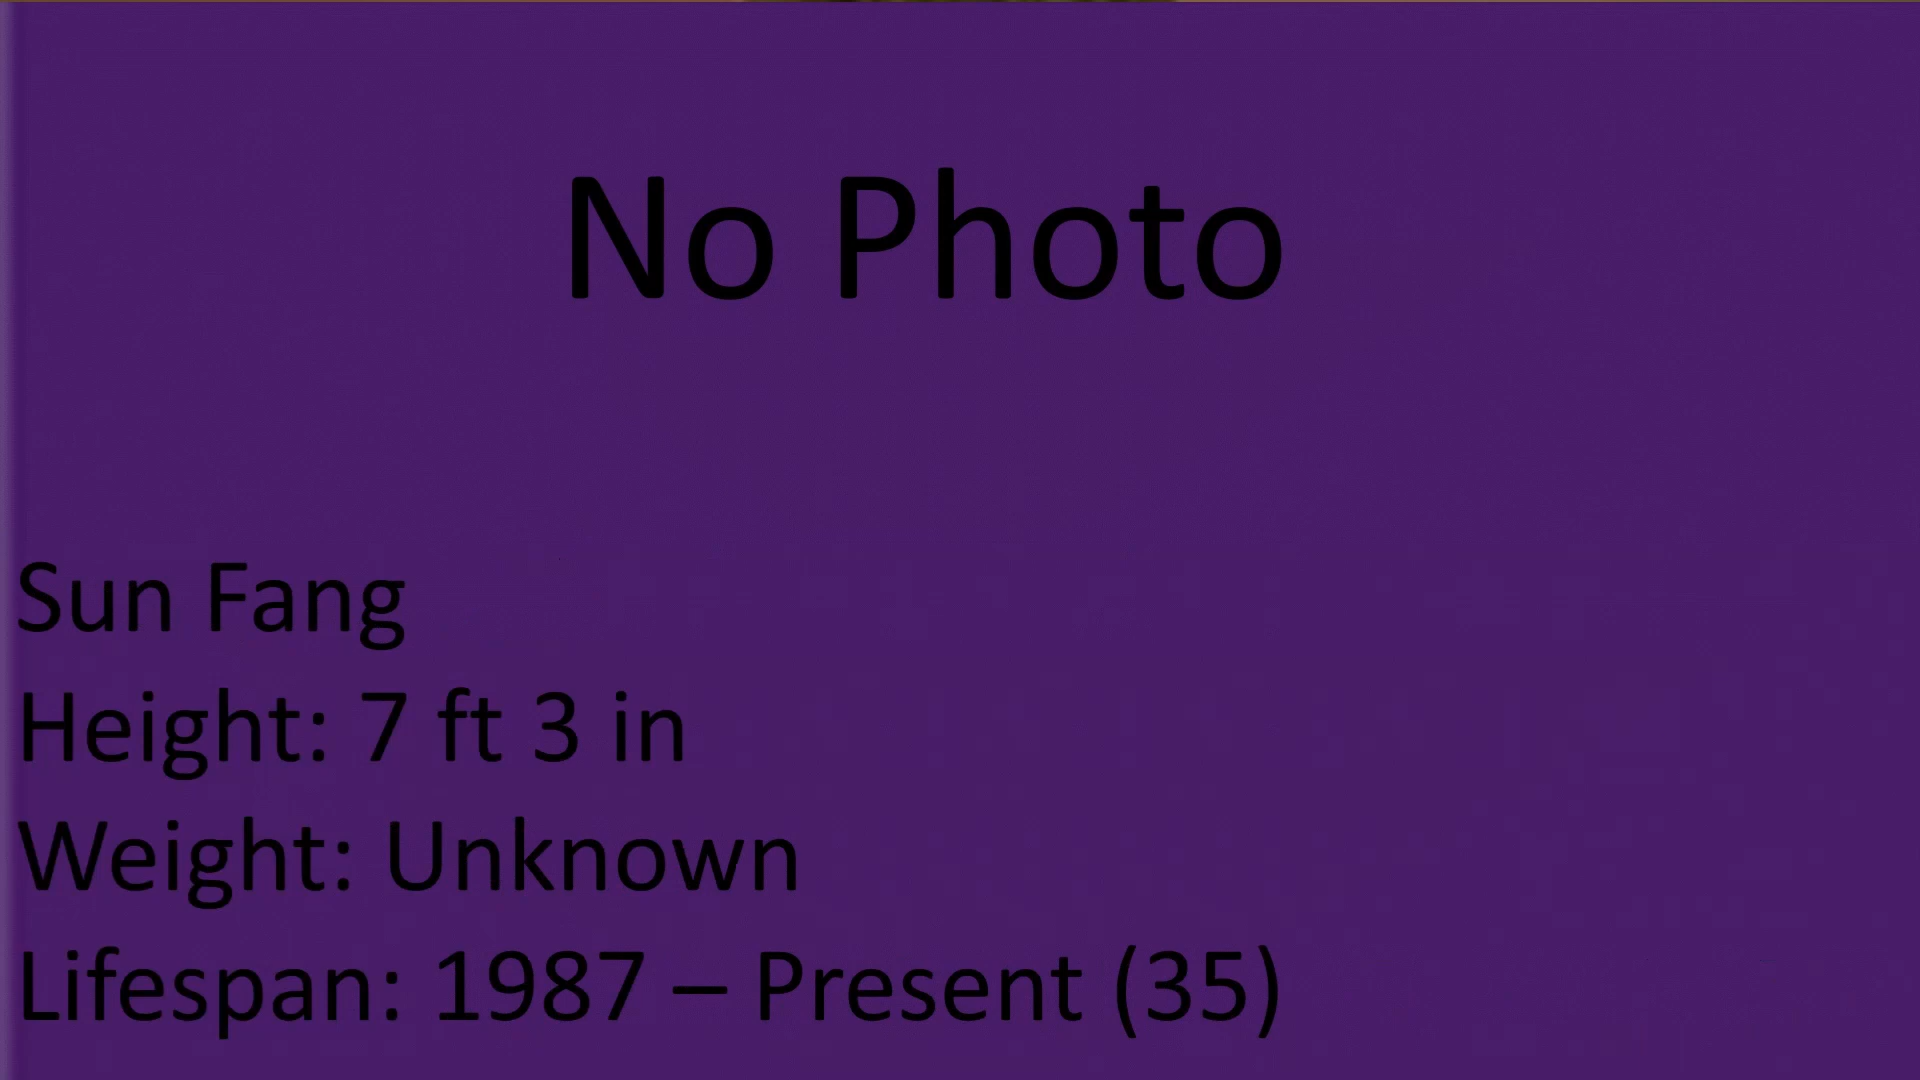 No Photo
Sun Fang
Height: 7 ft 3 in
Weight: Unknown
Lifespan: 1987 – Present (35)